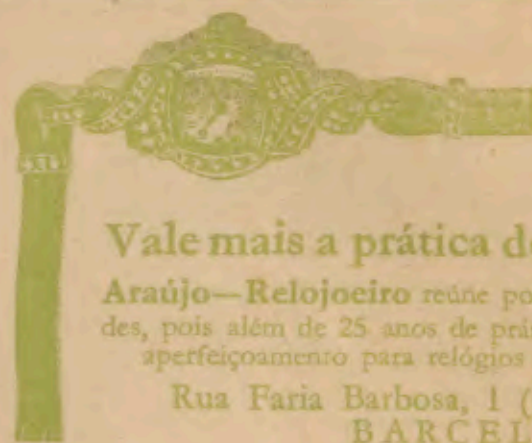 Vale mais a prática d
Araújo—Relojoeiro reúne po
des, pois além de 25 anos de prá
aperfeiçoamento para relógios
Rua Faria Barbosa, 1 (
BARCEL